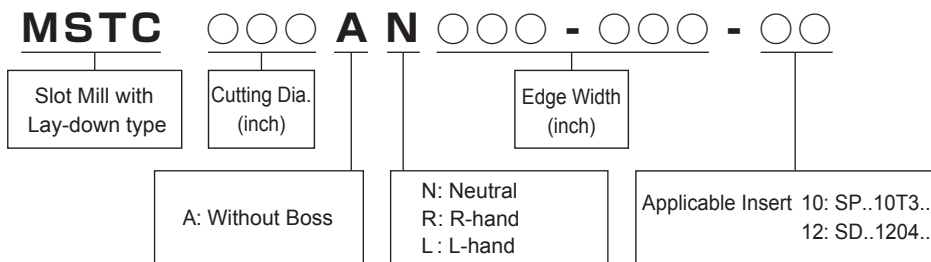 MSTC ○○○ A N ○○○ - ○○○ - ○○
Slot Mill with
Lay-down type
Cutting Dia.
(inch)
Edge Width
(inch)
A: Without Boss
N: Neutral
R: R-hand
L: L-hand
Applicable Insert 10: SP..10T3..
12: SD..1204..